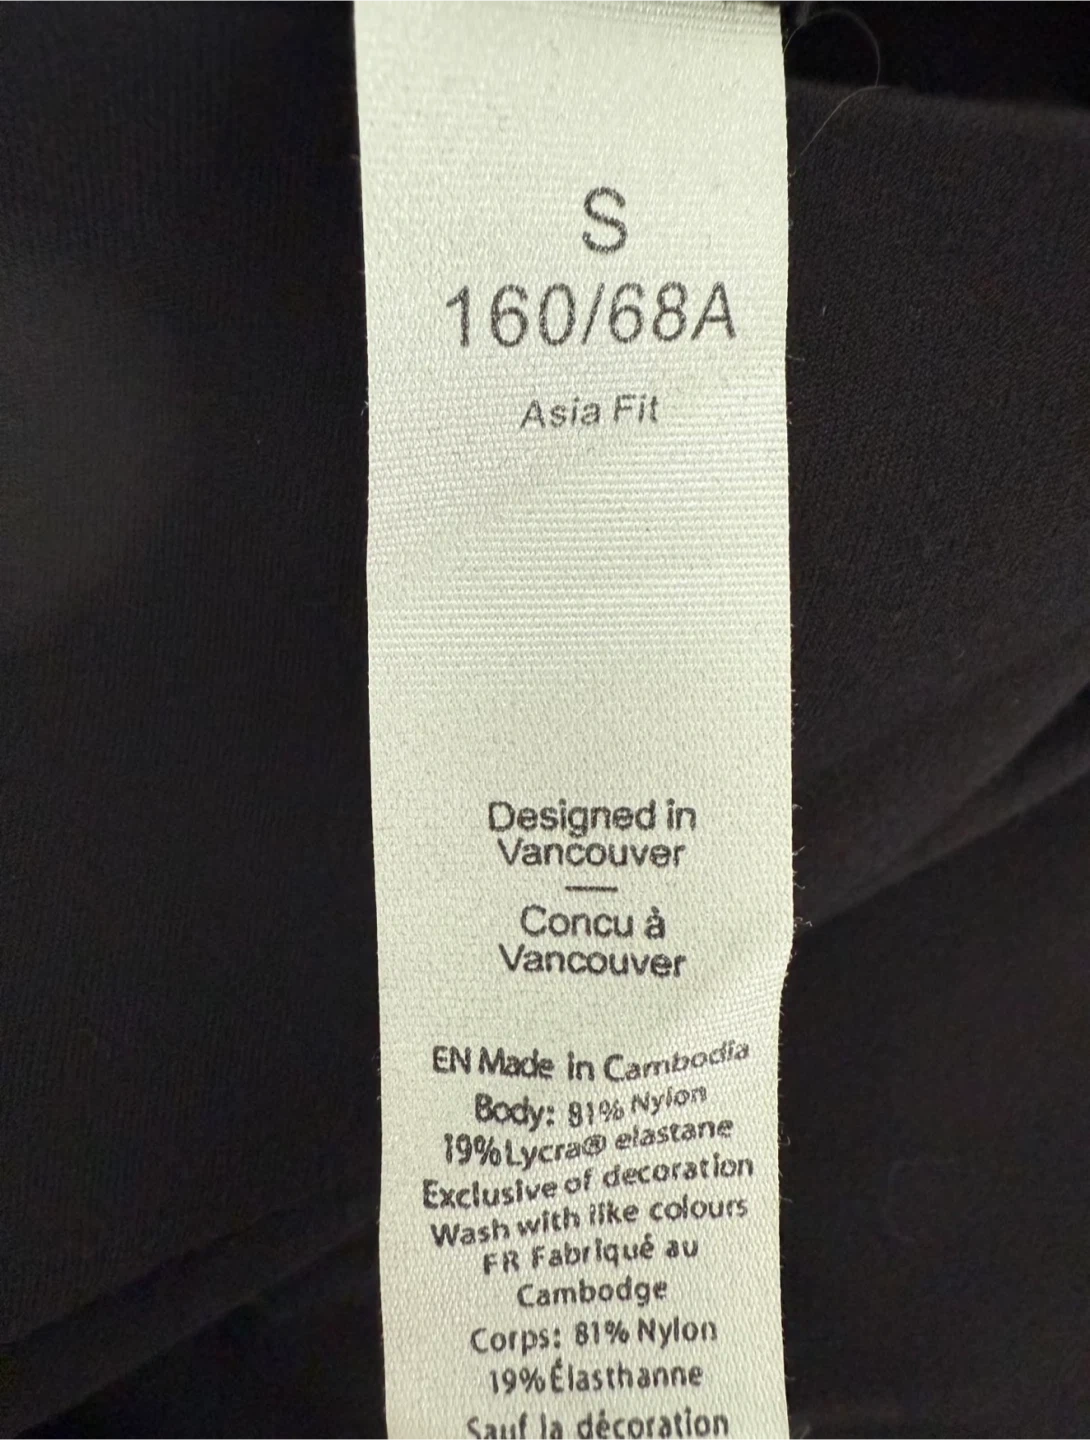 S
160/68A
Asia Fit
Designed in
Vancouver
Concu à
Vancouver
EN Made in Cambodia
Body: 81% Nylon
19% Lycra® elastane
Exclusive of decoration
Wash with like colours
FR Fabriqué au
Cambodge
Corps: 81% Nylon
19% Élasthanne
Sauf la décoration